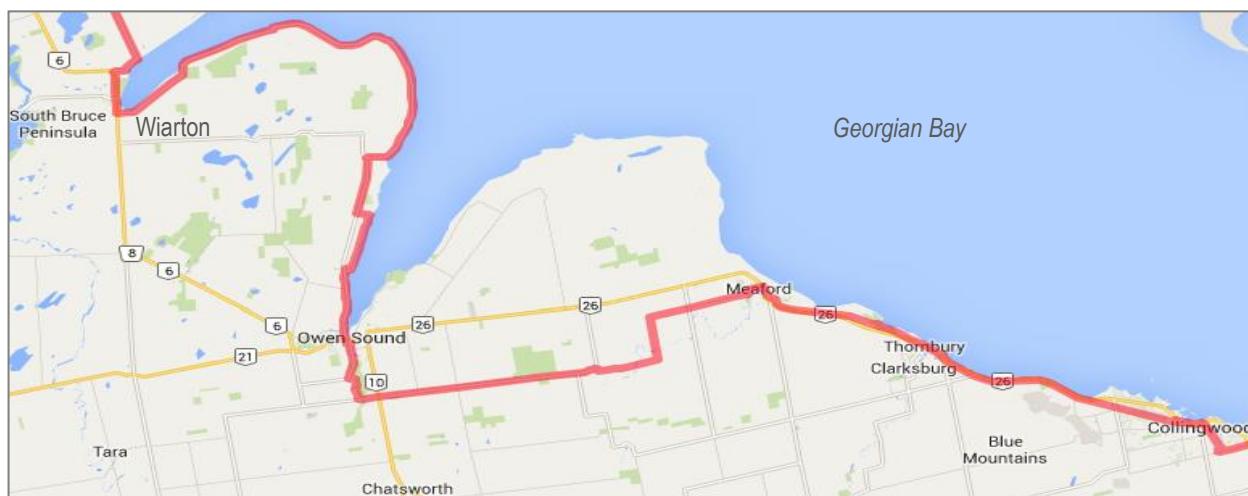 6
South Bruce
Peninsula
Wiarton
Georgian Bay
8
6
26
Meaford
26
6
26
Owen Sound
Thornbury
21
10
Clarksburg
26
Collingwood
Tara
Blue
Mountains
Chatsworth